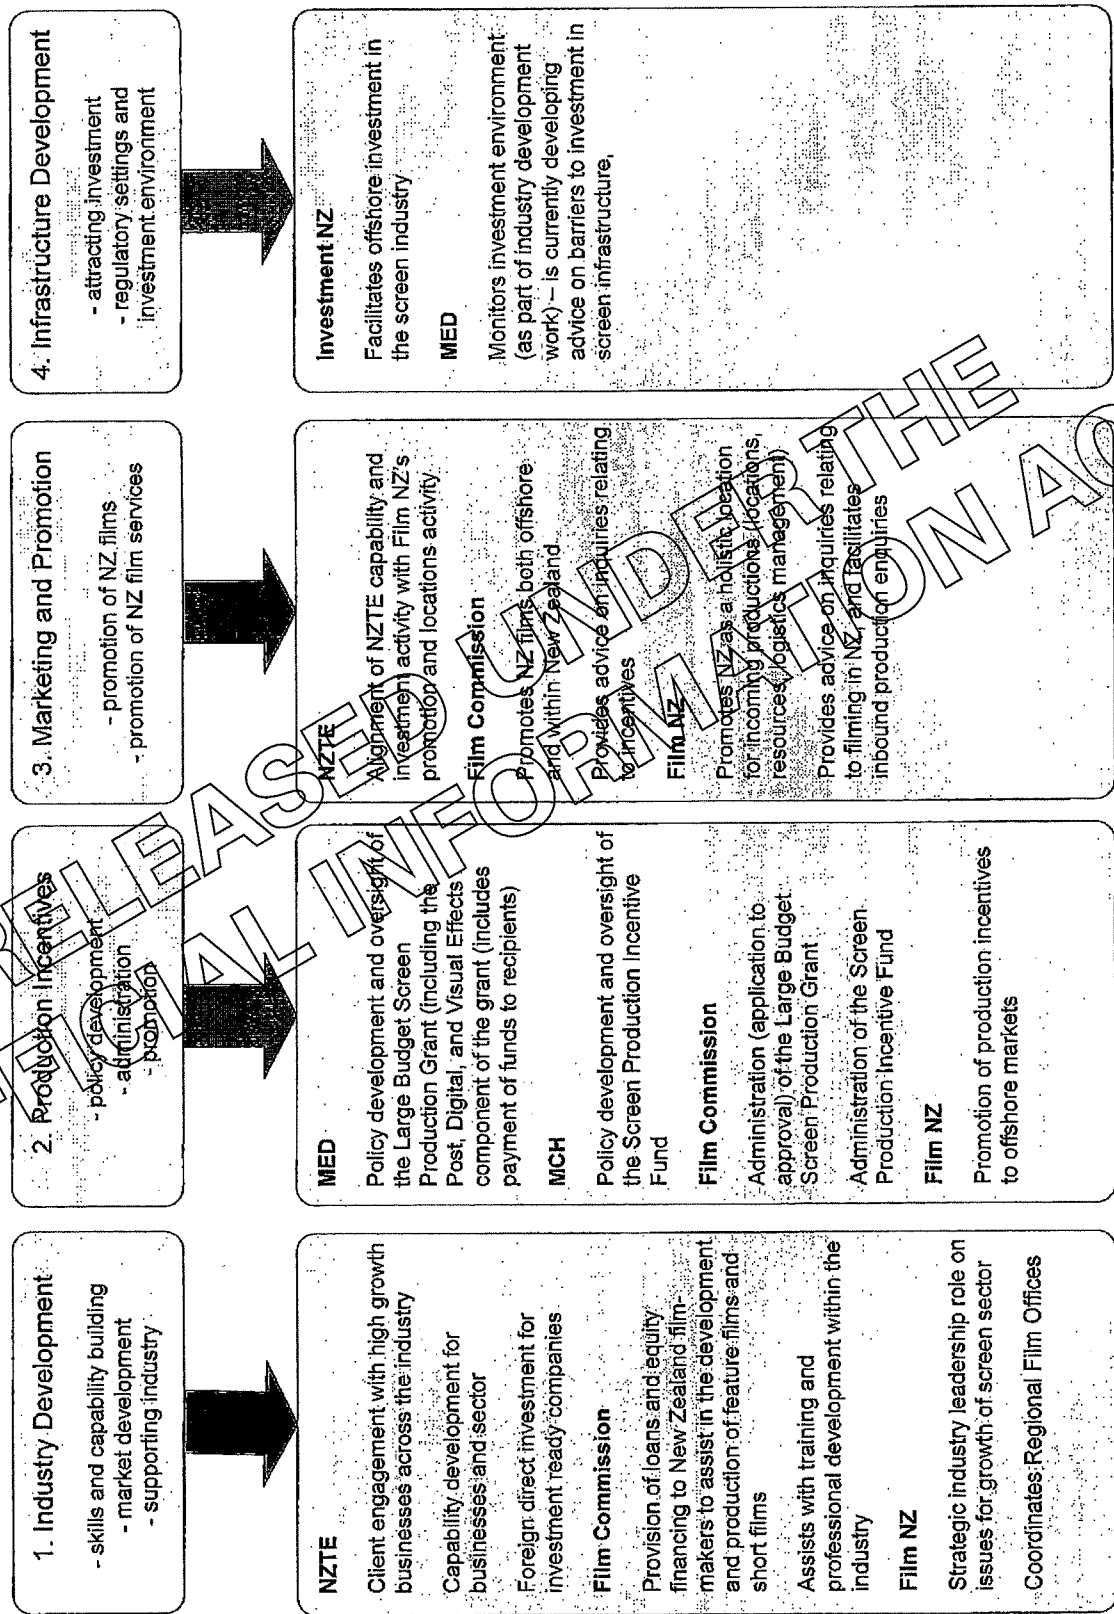 1. Industry Development
- skills and capability building
- market development
- supporting industry
NZTE
Client engagement with high growth
businesses across the industry
Capability development for
businesses and sector
Foreign direct investment for
investment ready companies
Film Commission
Provision of loans and equity
financing to New Zealand film-
makers to assist in the development
and production of feature films and
short films
Assists with training and
professional development within the
industry
Film NZ
Strategic industry leadership role on
issues for growth of screen sector
Coordinates Regional Film Offices
2. Production Incentives
- policy development
- administration
- promotion
MED
Policy development and oversight of
the Large Budget Screen
Production Grant (including the
Post, Digital, and Visual Effects
component of the grant (includes
payment of funds to recipients)
MCH
Policy development and oversight of
the Screen Production Incentive
Fund
Film Commission
Administration (application to
approval) of the Large Budget
Screen Production Grant
Administration of the Screen
Production Incentive Fund
Film NZ
Promotion of production incentives
to offshore markets
3. Marketing and Promotion
- promotion of NZ films
- promotion of NZ film services
NZTE
Alignment of NZTE capability and
investment activity with Film NZ's
promotion and locations activity
Film Commission
Promotes NZ films both offshore
and within New Zealand
Provides advice on inquiries relating
to incentives
Film NZ
Promotes NZ as a holistic location
for incoming productions (locations,
resources, logistics management)
Provides advice on inquiries relating
to filming in NZ, and facilitates
inbound production enquiries
4. Infrastructure Development
- attracting investment
- regulatory settings and
investment environment
Investment NZ
Facilitates offshore investment in
the screen industry
MED
Monitors investment environment
(as part of industry development
work) – is currently developing
advice on barriers to investment in
screen infrastructure,
RELEASED UNDER THE
INFORMATION